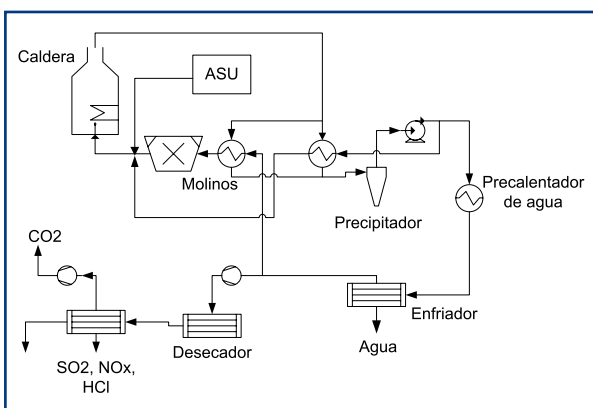 Caldera
ASU
Molinos
Precipitador
Precalentador
de agua
CO2
Enfriador
Desecador
Agua
SO2, NOx,
HCl